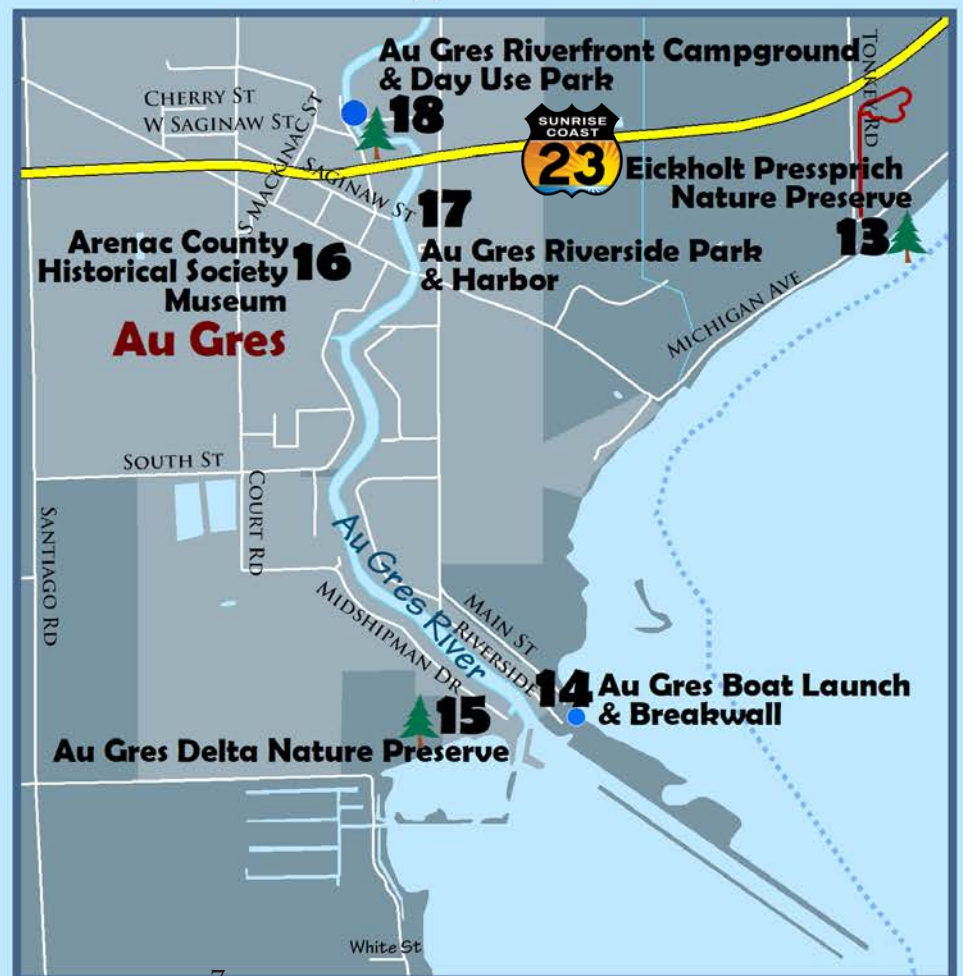 Au Gres Riverfront Campground
& Day Use Park
18
Tonkey Rd
Cherry St
W Saginaw St
S Mackinac St
Saginaw St
SUNRISE
COAST
23
Eickholt Pressprich
Nature Preserve
13
17
Au Gres Riverside Park
& Harbor
Arenac County
Historical Society
Museum
16
Au Gres
Michigan Ave
South St
Court Rd
Santiago Rd
Au Gres River
Main St
Riverside
Midshipman Dr
14
Au Gres Boat Launch
& Breakwall
15
Au Gres Delta Nature Preserve
White St
7